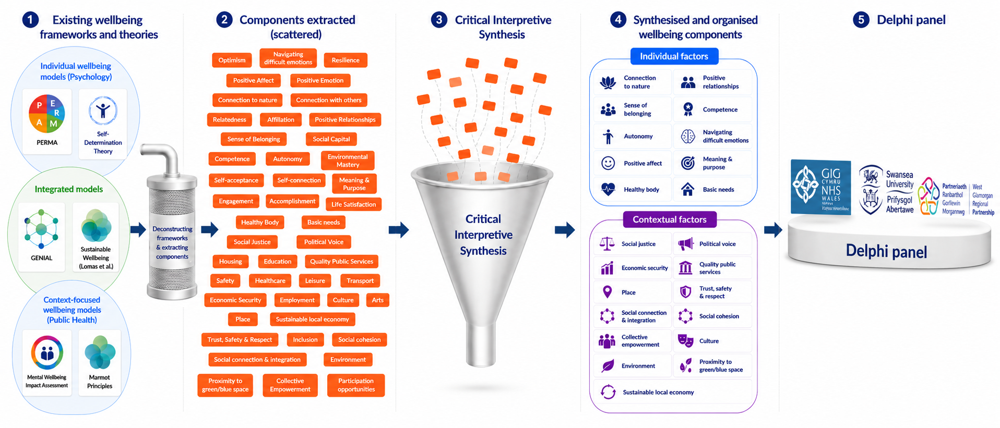 1
Existing wellbeing
frameworks and theories
Individual wellbeing
models (Psychology)
P
E
R
M
A
PERMA
Self-
Determination
Theory
Integrated models
GENIAL
Sustainable
Wellbeing
(Lomas et al.)
Context-focused
wellbeing models
(Public Health)
Mental Wellbeing
Impact Assessment
Marmot
Principles
Deconstructing
frameworks
& extracting
components
2
Components extracted
(scattered)
Optimism
Navigating
difficult emotions
Resilience
Positive Affect
Positive Emotion
Connection to nature
Connection with others
Relatedness
Affiliation
Positive Relationships
Sense of Belonging
Social Capital
Competence
Autonomy
Environmental
Mastery
Self-acceptance
Self-connection
Meaning &
Purpose
Engagement
Accomplishment
Life Satisfaction
Healthy Body
Basic needs
Social Justice
Political Voice
Housing
Education
Quality Public Services
Safety
Healthcare
Leisure
Transport
Economic Security
Employment
Culture
Arts
Place
Sustainable local economy
Trust, Safety & Respect
Inclusion
Social cohesion
Social connection & integration
Environment
Proximity to
green/blue space
Collective
Empowerment
Participation
opportunities
3
Critical Interpretive
Synthesis
Critical
Interpretive
Synthesis
4
Synthesised and organised
wellbeing components
Individual factors
Connection
to nature
Positive
relationships
Sense of
belonging
Competence
Autonomy
Navigating
difficult emotions
Positive affect
Meaning &
purpose
Healthy body
Basic needs
Contextual factors
Social justice
Political voice
Economic security
Quality public
services
Place
Trust, safety
& respect
Social connection
& integration
Social cohesion
Collective
empowerment
Culture
Environment
Proximity to
green/blue space
Sustainable local economy
5
Delphi panel
GIG
CYMRU
NHS
WALES
Swansea
University
Prifysgol
Abertawe
Partneriaeth
Ranbarthol
Gorllewin
Morgannwg
West
Glamorgan
Regional
Partnership
Delphi panel